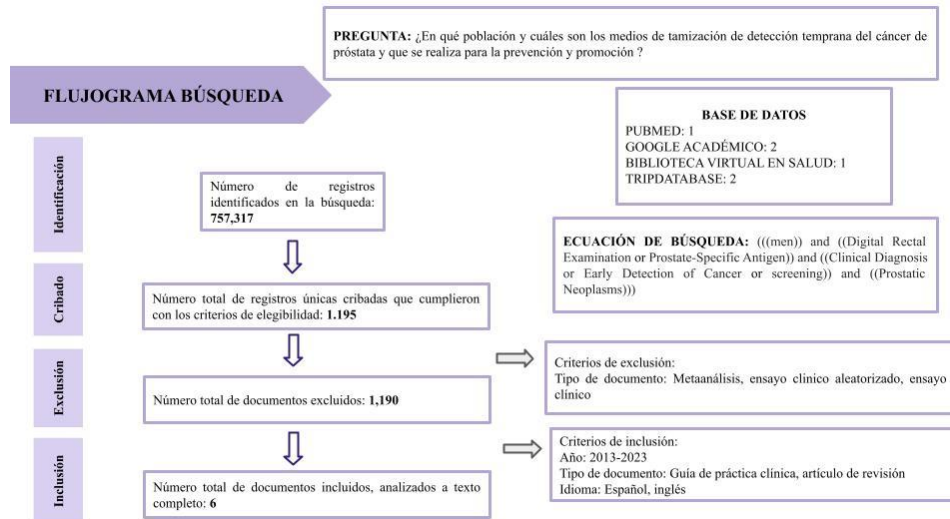 PREGUNTA: ¿En qué población y cuáles son los medios de tamización de detección temprana del cáncer de
próstata y que se realiza para la prevención y promoción ?
FLUJOGRAMA BÚSQUEDA
BASE DE DATOS
PUBMED: 1
GOOGLE ACADÉMICO: 2
BIBLIOTECA VIRTUAL EN SALUD: 1
TRIPDATABASE: 2
Identificación
Número de registros
identificados en la búsqueda:
757,317
ECUACIÓN DE BÚSQUEDA: (((men)) and ((Digital Rectal
Examination or Prostate-Specific Antigen)) and ((Clinical Diagnosis
or Early Detection of Cancer or screening)) and ((Prostatic
Neoplasms)))
Cribado
Número total de registros únicas cribadas que cumplieron
con los criterios de elegibilidad: 1.195
Exclusión
Número total de documentos excluidos: 1,190
Criterios de exclusión:
Tipo de documento: Metaanálisis, ensayo clinico aleatorizado, ensayo
clínico
Inclusión
Número total de documentos incluidos, analizados a texto
completo: 6
Criterios de inclusión:
Año: 2013-2023
Tipo de documento: Guía de práctica clínica, artículo de revisión
Idioma: Español, inglés